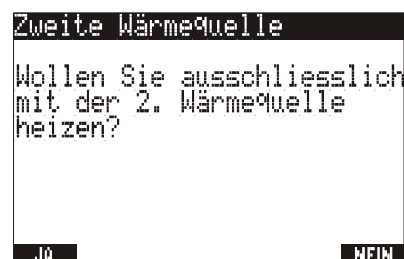 Zweite Wärmequelle
Wollen Sie ausschliesslich
mit der 2. Wärmequelle
heizen?
JA NEIN